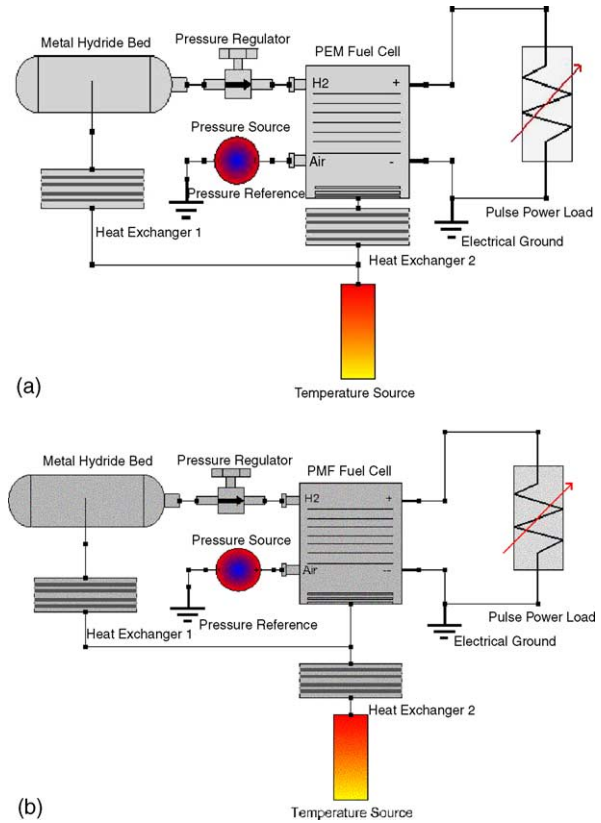 Metal Hydride Bed
Pressure Regulator
PEM Fuel Cell
H2
+
Pressure Source
Air
-
Pressure Reference
Pulse Power Load
Heat Exchanger 1
Electrical Ground
Heat Exchanger 2
(a)
Temperature Source
Metal Hydride Bed
Pressure Regulator
PMF Fuel Cell
H2
+
Pressure Source
Air
--
Pressure Reference
Pulse Power Load
Heat Exchanger 1
Electrical Ground
Heat Exchanger 2
(b)
Temperature Source